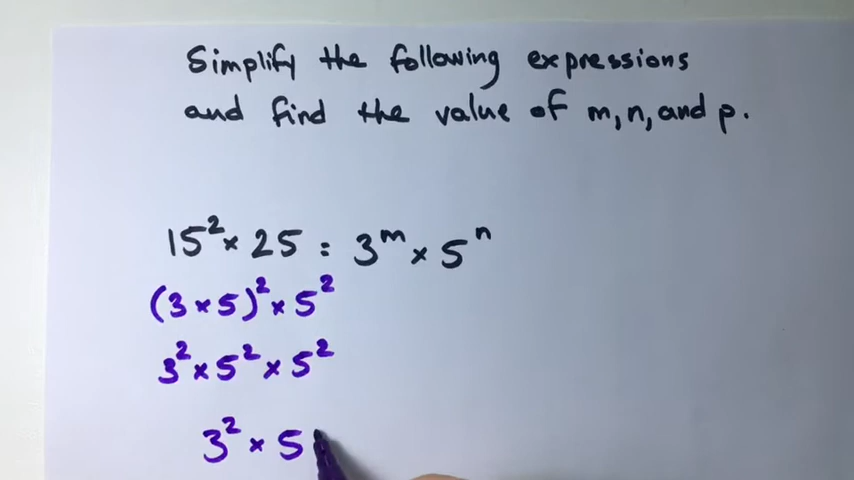 Simplify the following expressions
and find the value of m, n, and p.
15² × 25 = 3ᵐ × 5ⁿ
(3 × 5)² × 5²
3² × 5² × 5²
3² × 5